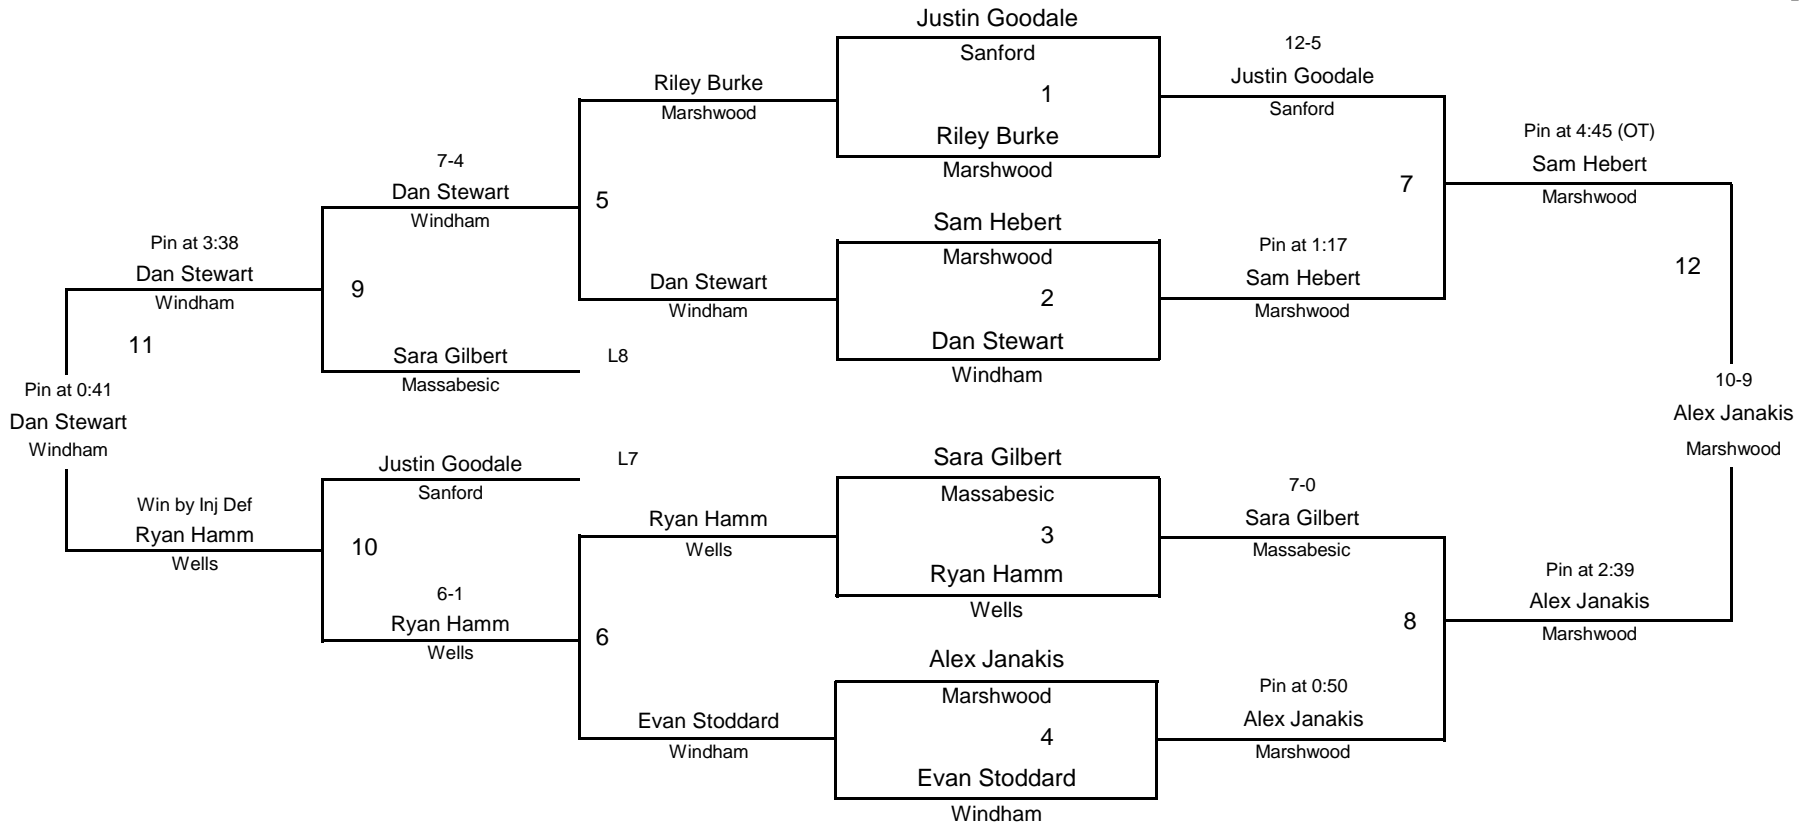 Justin Goodale
Sanford
1
Riley Burke
Marshwood
Sam Hebert
Marshwood
2
Dan Stewart
Windham
Sara Gilbert
Massabesic
3
Ryan Hamm
Wells
Alex Janakis
Marshwood
4
Evan Stoddard
Windham
12-5
Justin Goodale
Sanford
7
Pin at 1:17
Sam Hebert
Marshwood
7-0
Sara Gilbert
Massabesic
8
Pin at 0:50
Alex Janakis
Marshwood
Pin at 4:45 (OT)
Sam Hebert
Marshwood
12
Pin at 2:39
Alex Janakis
Marshwood
10-9
Alex Janakis
Marshwood
Riley Burke
Marshwood
5
Dan Stewart
Windham
Ryan Hamm
Wells
6
Evan Stoddard
Windham
7-4
Dan Stewart
Windham
9
Sara Gilbert
L8
Massabesic
Justin Goodale
L7
Sanford
10
6-1
Ryan Hamm
Wells
Pin at 3:38
Dan Stewart
Windham
11
Win by Inj Def
Ryan Hamm
Wells
Pin at 0:41
Dan Stewart
Windham